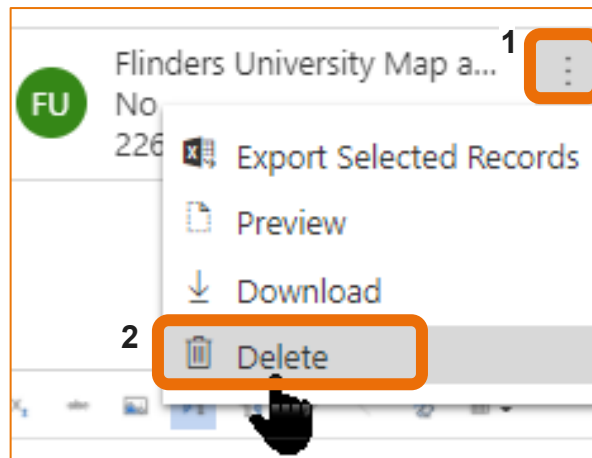 Flinders University Map a...
1
FU
No
226
Export Selected Records
Preview
Download
2
Delete